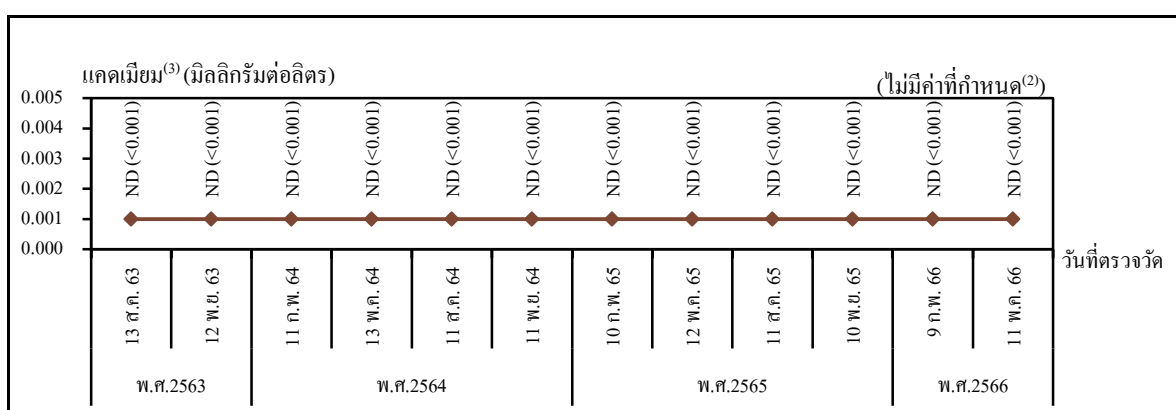 แคดเมียม(3) (มิลลิกรัมต่อลิตร)
(ไม่มีค่าที่กำหนด(2))
0.005
0.004
0.003
0.002
0.001
0.000
ND (<0.001)
ND (<0.001)
ND (<0.001)
ND (<0.001)
ND (<0.001)
ND (<0.001)
ND (<0.001)
ND (<0.001)
ND (<0.001)
ND (<0.001)
ND (<0.001)
ND (<0.001)
วันที่ตรวจวัด
13 ส.ค. 63
12 พ.ย. 63
11 ก.พ. 64
13 พ.ค. 64
11 ส.ค. 64
11 พ.ย. 64
10 ก.พ. 65
12 พ.ค. 65
11 ส.ค. 65
10 พ.ย. 65
9 ก.พ. 66
11 พ.ค. 66
พ.ศ.2563
พ.ศ.2564
พ.ศ.2565
พ.ศ.2566